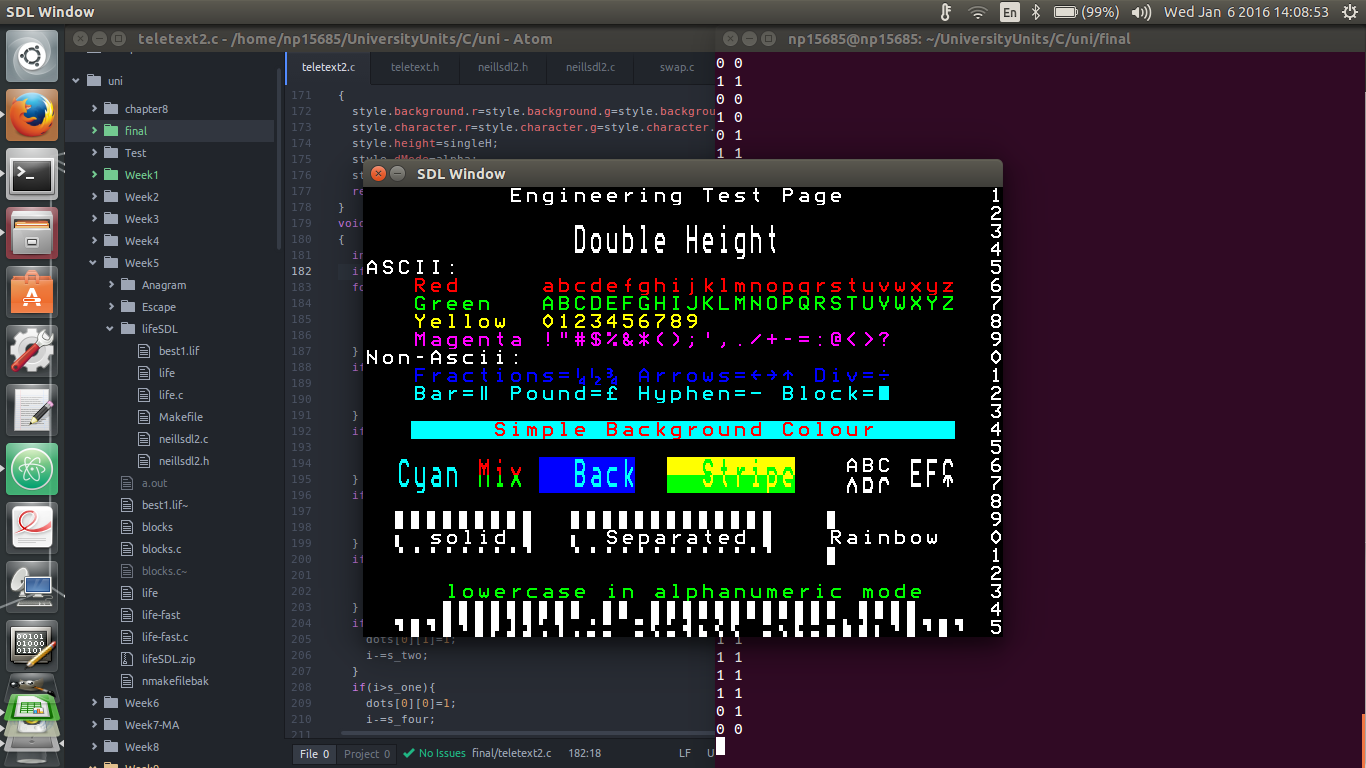 SDL Window
En
(99%)
Wed Jan 6 2016 14:08:53
teletext2.c - /home/np15685/UniversityUnits/C/uni - Atom
np15685@np15685: ~/UniversityUnits/C/uni/final
uni
chapter8
final
Test
Week1
Week2
Week3
Week4
Week5
Anagram
Escape
lifeSDL
best1.lif
life
life.c
Makefile
neillsdl2.c
neillsdl2.h
a.out
best1.lif~
blocks
blocks.c
blocks.c~
life
life-fast
life-fast.c
lifeSDL.zip
nmakefilebak
Week6
Week7-MA
Week8
teletext2.c
teletext.h
neillsdl2.h
neillsdl2.c
swap.c
171 {
172 style.background.r=style.background.g=style.backgrou
173 style.character.r=style.character.g=style.character.
174 style.height=singleH;
175
176 st
177 re
178 }
179 void
180 {
181 in
182 if
183 fo
184
185
186
187 }
188 if
189
190
191 }
192 if
193
194
195 }
196 if
197
198
199 }
200 if
201
202
203 }
204 if
205 dots[0][1]=1;
206 i-=s_two;
207 }
208 if(i>s_one){
209 dots[0][0]=1;
210 i-=s_four;
211
File 0
Project 0
No Issues
final/teletext2.c
182:18
LF
U
0 0
1 1
0 0
1 0
0 1
1 1
SDL Window
Engineering Test Page 1
2
3
Double Height
4
ASCII: 5
Red abcdefghijklmnopqrstuvwxyz 6
Green ABCDEFGHIJKLMNOPQRSTUVWXYZ 7
Yellow 0123456789 8
Magenta !"#$%&*();',./+-=:@<>? 9
Non-Ascii: 0
Fractions=¼½¾ Arrows=←→↑ Div=÷ 1
Bar=‖ Pound=£ Hyphen=- Block=■ 2
3
Simple Background Colour 4
5
Cyan Mix Back Stripe ABC EFG 6
7
8
9
solid Separated Rainbow 0
1
2
lowercase in alphanumeric mode 3
4
5
1 1
1 1
1 1
1 1
0 1
0 0